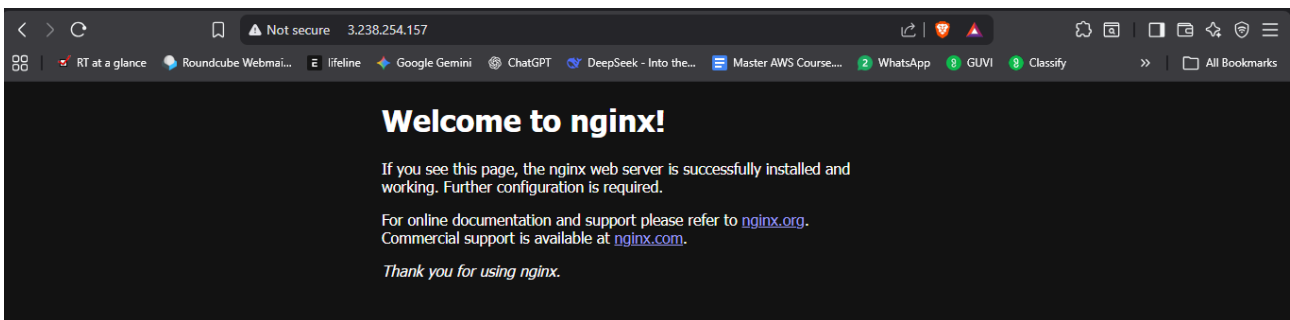 Not secure 3.238.254.157
RT at a glance Roundcube Webmai... E lifeline Google Gemini ChatGPT DeepSeek - Into the... Master AWS Course.... 2 WhatsApp 8 GUVI 8 Classify » All Bookmarks
Welcome to nginx!
If you see this page, the nginx web server is successfully installed and
working. Further configuration is required.
For online documentation and support please refer to nginx.org.
Commercial support is available at nginx.com.
Thank you for using nginx.